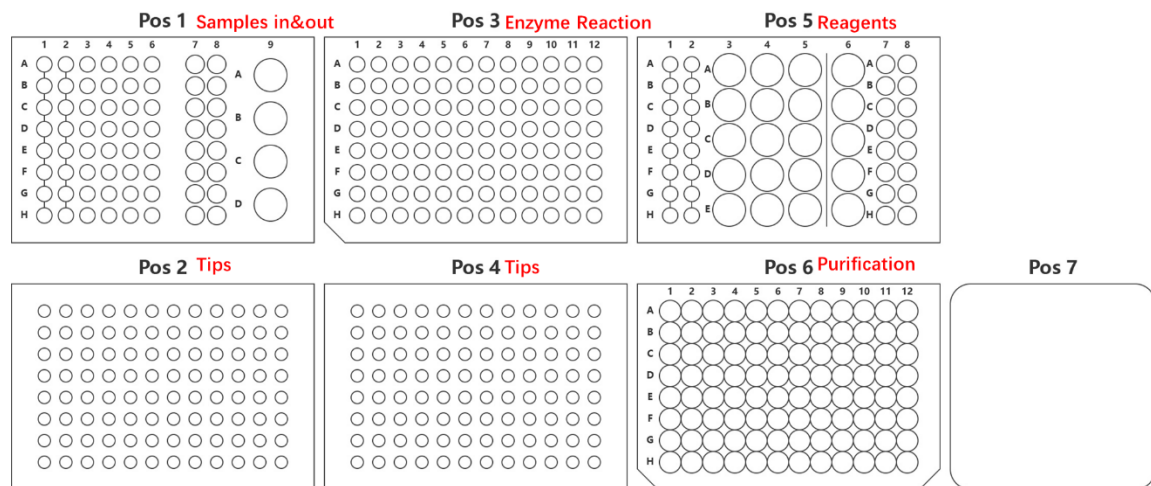 Pos 1 Samples in&out
1 2 3 4 5 6 7 8 9
A A
B B
C C
D D
E
F
G
H
Pos 3 Enzyme Reaction
1 2 3 4 5 6 7 8 9 10 11 12
A
B
C
D
E
F
G
H
Pos 5 Reagents
1 2 3 4 5 6 7 8
A A A
B B B
C C C
D D D
E E E
F F
G G
H H
Pos 2 Tips
Pos 4 Tips
Pos 6 Purification
1 2 3 4 5 6 7 8 9 10 11 12
A
B
C
D
E
F
G
H
Pos 7